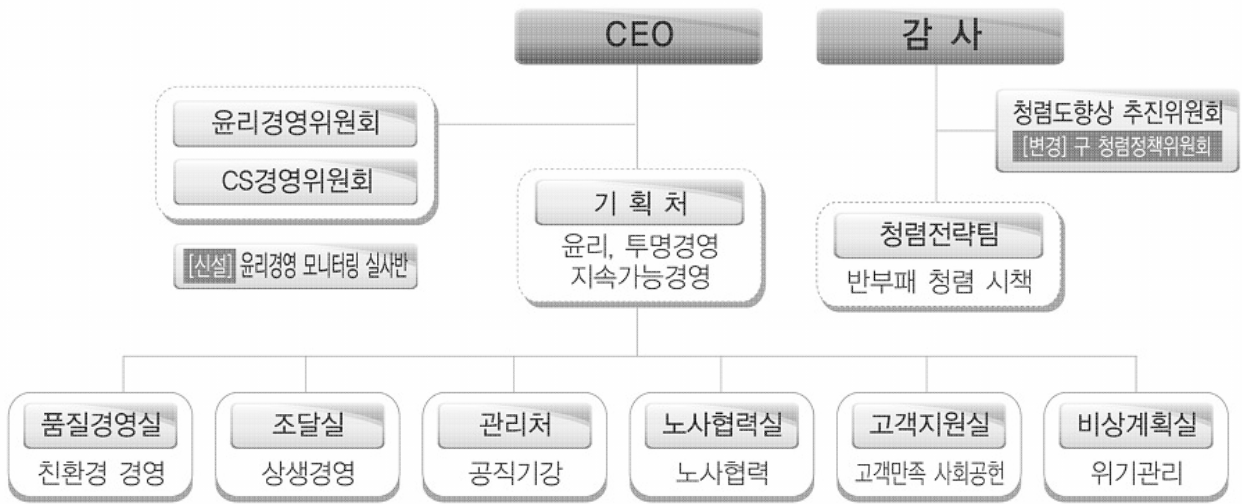 CEO
감 사
윤리경영위원회
CS경영위원회
[신설] 윤리경영 모니터링 실사반
기 획 처
윤리, 투명경영
지속가능경영
청렴도향상 추진위원회
[변경] 구 청렴정책위원회
청렴전략팀
반부패 청렴 시책
품질경영실
친환경 경영
조달실
상생경영
관리처
공직기강
노사협력실
노사협력
고객지원실
고객만족 사회공헌
비상계획실
위기관리